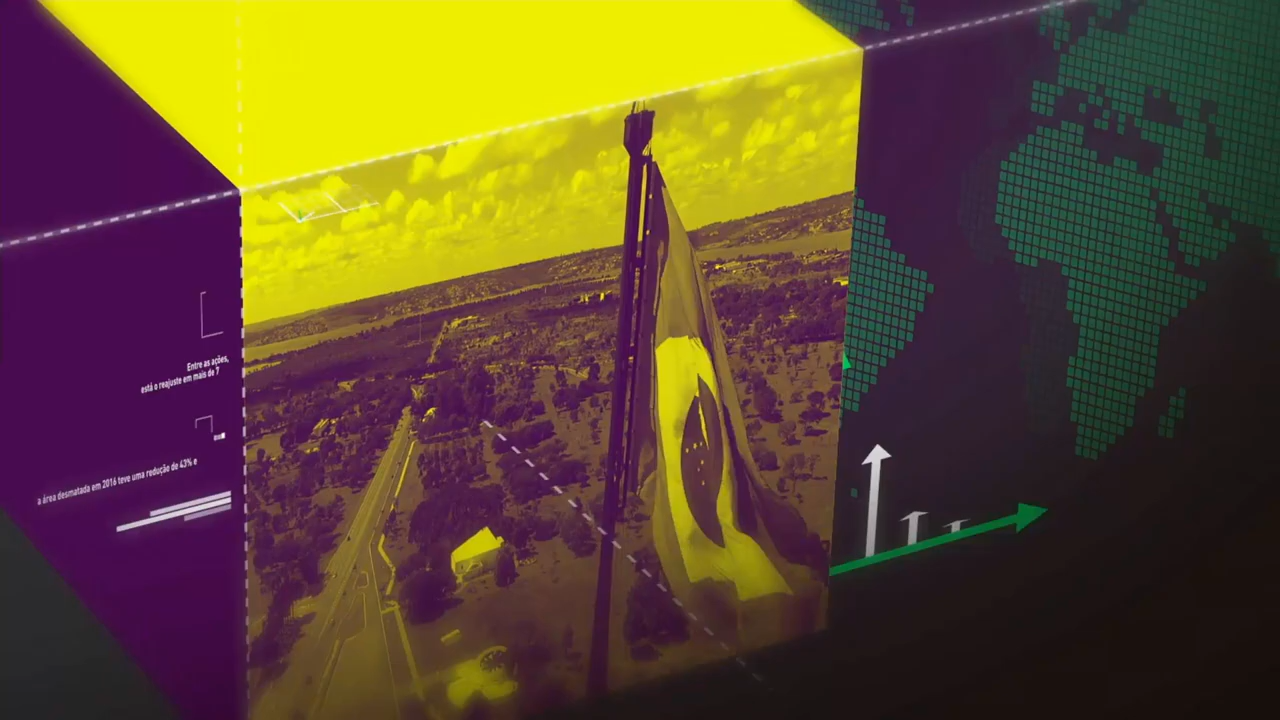 Entre as ações,
está o reajuste em mais de 7
a área desmatada em 2016 teve uma redução de 43% e